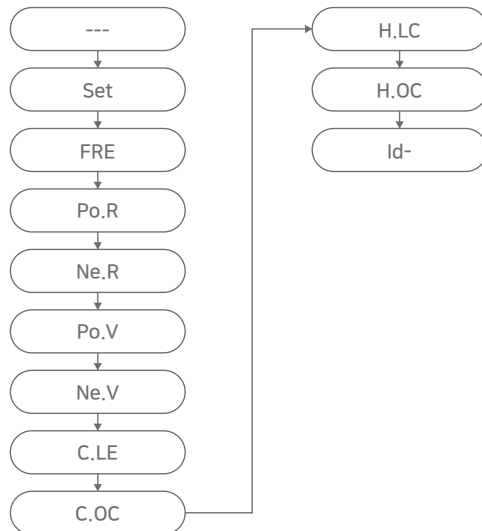 ---
Set
FRE
Po.R
Ne.R
Po.V
Ne.V
C.LE
C.OC
H.LC
H.OC
Id-